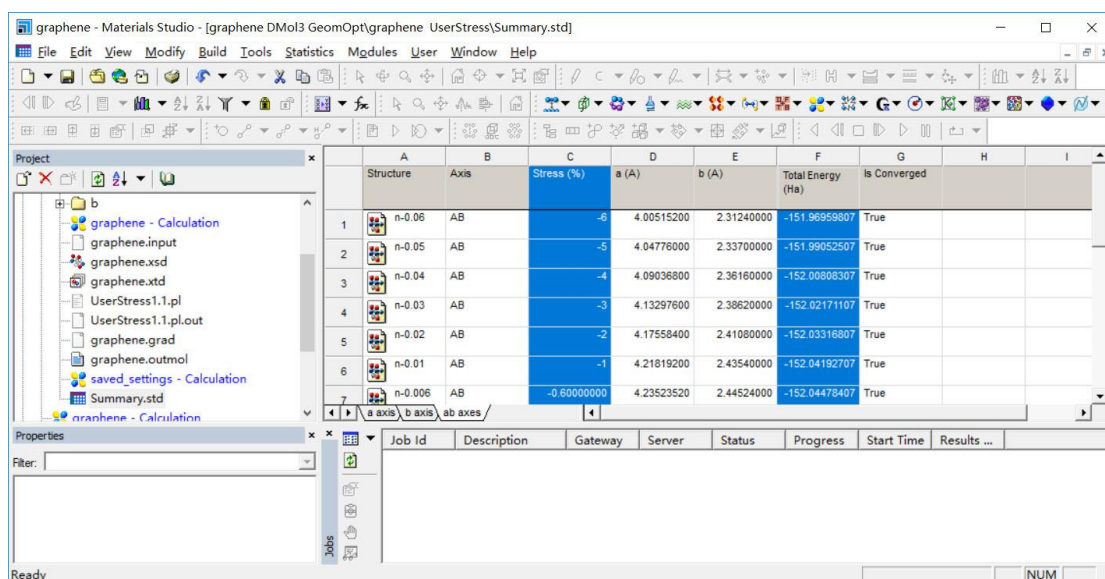 graphene - Materials Studio - [graphene DMol3 GeomOpt\graphene UserStress\Summary.std]
File Edit View Modify Build Tools Statistics Modules User Window Help
Project
b
graphene - Calculation
graphene.input
graphene.xsd
graphene.xtd
UserStress1.1.pl
UserStress1.1.pl.out
graphene.grad
graphene.outmol
saved_settings - Calculation
Summary.std
graphene - Calculation
A B C D E F G H I
Structure Axis Stress (%) a (A) b (A) Total Energy (Ha) Is Converged
1 n-0.06 AB -6 4.00515200 2.31240000 -151.96959807 True
2 n-0.05 AB -5 4.04776000 2.33700000 -151.99052507 True
3 n-0.04 AB -4 4.09036800 2.36160000 -152.00808307 True
4 n-0.03 AB -3 4.13297600 2.38620000 -152.02171107 True
5 n-0.02 AB -2 4.17558400 2.41080000 -152.03316807 True
6 n-0.01 AB -1 4.21819200 2.43540000 -152.04192707 True
7 n-0.006 AB -0.60000000 4.23523520 2.44524000 -152.04478407 True
a axis b axis ab axes
Properties
Filter:
Jobs
Job Id Description Gateway Server Status Progress Start Time Results ...
Ready
NUM